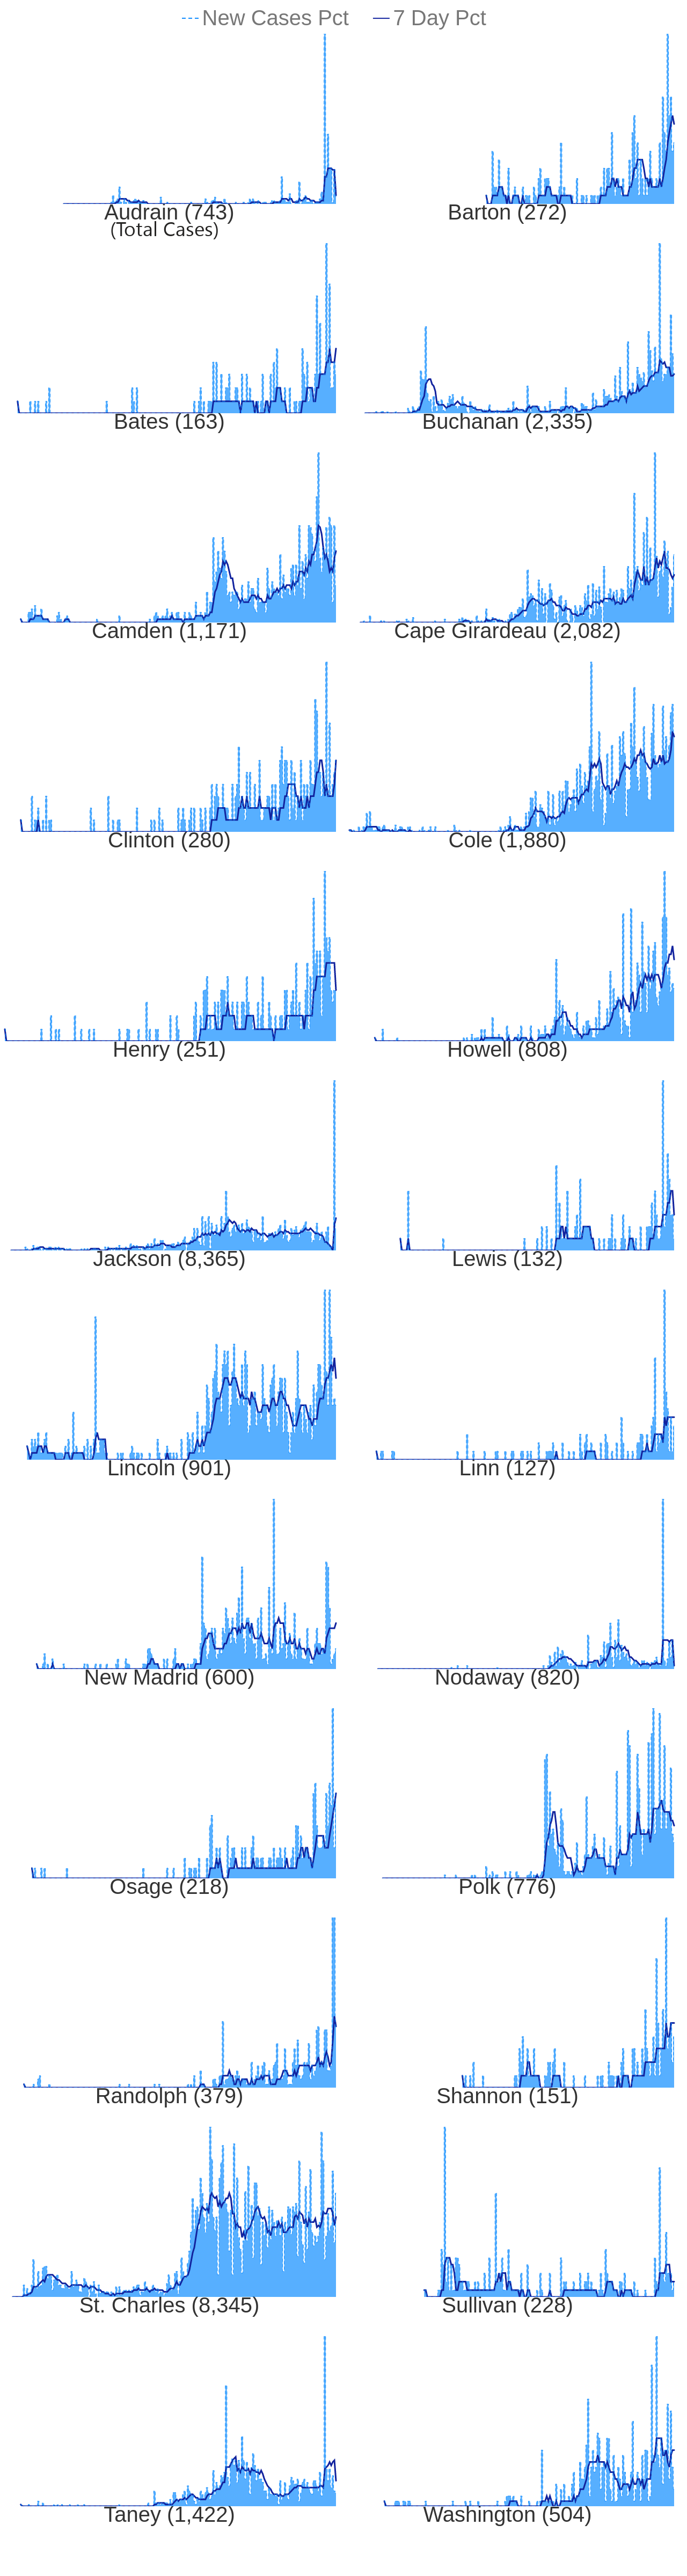 New Cases Pct 7 Day Pct
Audrain (743) Barton (272)
(Total Cases)
Bates (163) Buchanan (2,335)
Camden (1,171) Cape Girardeau (2,082)
Clinton (280) Cole (1,880)
Henry (251) Howell (808)
Jackson (8,365) Lewis (132)
Lincoln (901) Linn (127)
New Madrid (600) Nodaway (820)
Osage (218) Polk (776)
Randolph (379) Shannon (151)
St. Charles (8,345) Sullivan (228)
Taney (1,422) Washington (504)